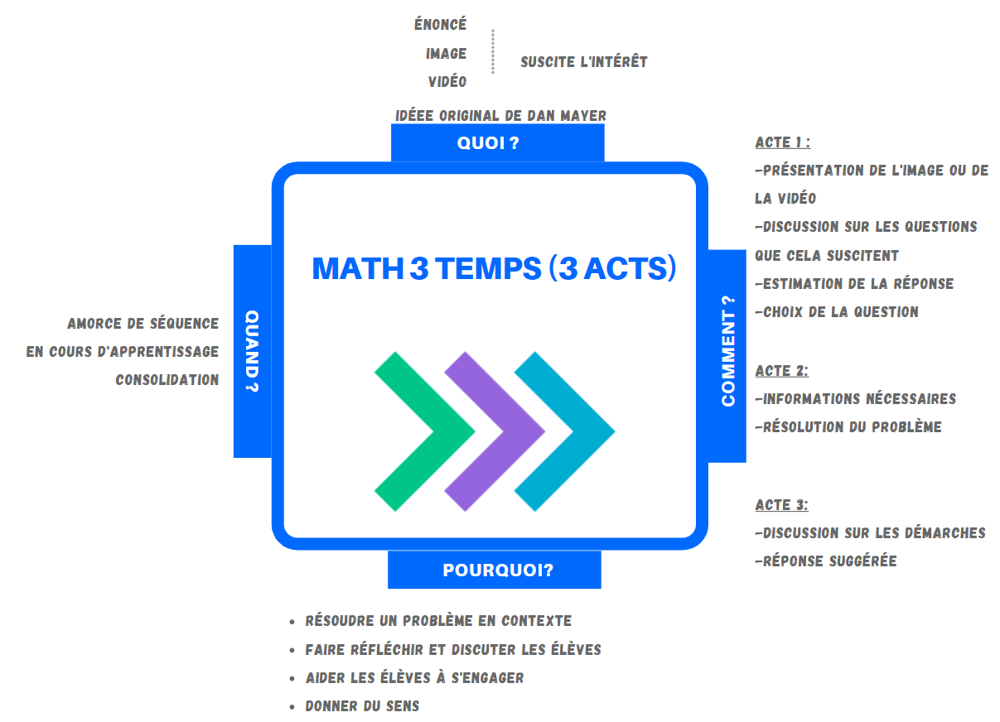 ÉNONCÉ
IMAGE
VIDÉO
SUSCITE L'INTÉRÊT
IDÉEE ORIGINAL DE DAN MAYER
QUOI ?
MATH 3 TEMPS (3 ACTS)
QUAND ?
AMORCE DE SÉQUENCE
EN COURS D'APPRENTISSAGE
CONSOLIDATION
COMMENT ?
ACTE 1 :
-PRÉSENTATION DE L'IMAGE OU DE
LA VIDÉO
-DISCUSSION SUR LES QUESTIONS
QUE CELA SUSCITENT
-ESTIMATION DE LA RÉPONSE
-CHOIX DE LA QUESTION
ACTE 2:
-INFORMATIONS NÉCESSAIRES
-RÉSOLUTION DU PROBLÈME
ACTE 3:
-DISCUSSION SUR LES DÉMARCHES
-RÉPONSE SUGGÉRÉE
POURQUOI?
• RÉSOUDRE UN PROBLÈME EN CONTEXTE
• FAIRE RÉFLÉCHIR ET DISCUTER LES ÉLÈVES
• AIDER LES ÉLÈVES À S'ENGAGER
• DONNER DU SENS